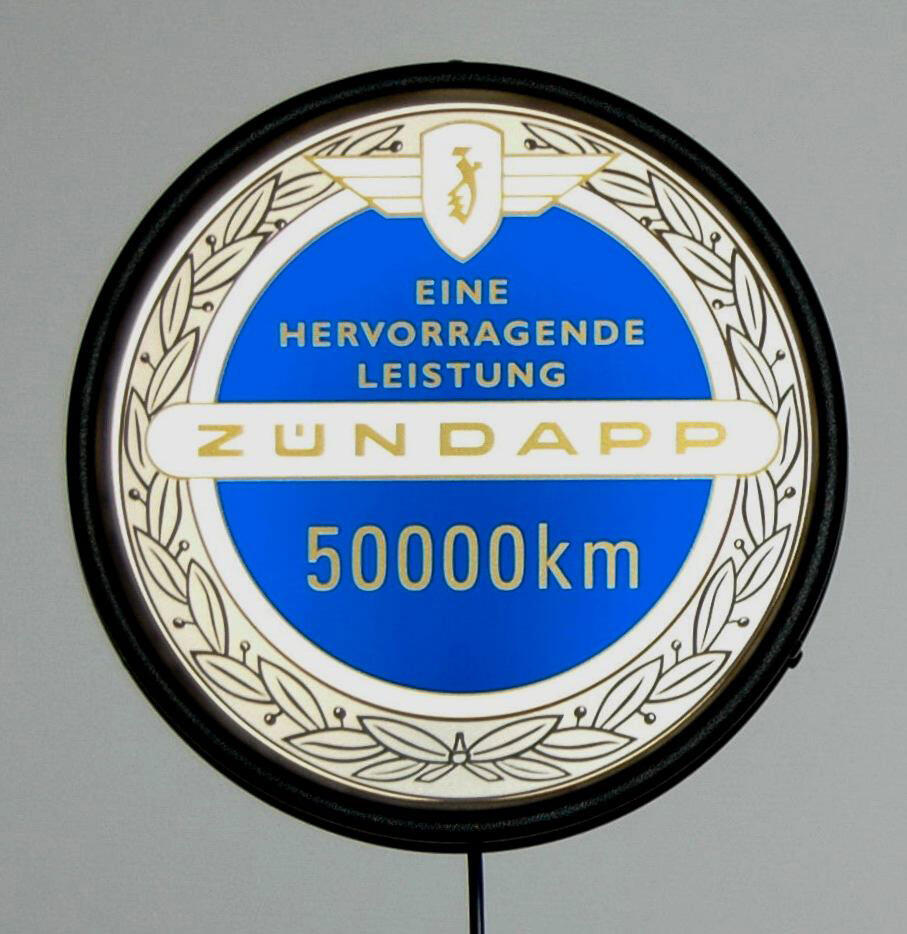 EINE
HERVORRAGENDE
LEISTUNG
ZÜNDAPP
50000km